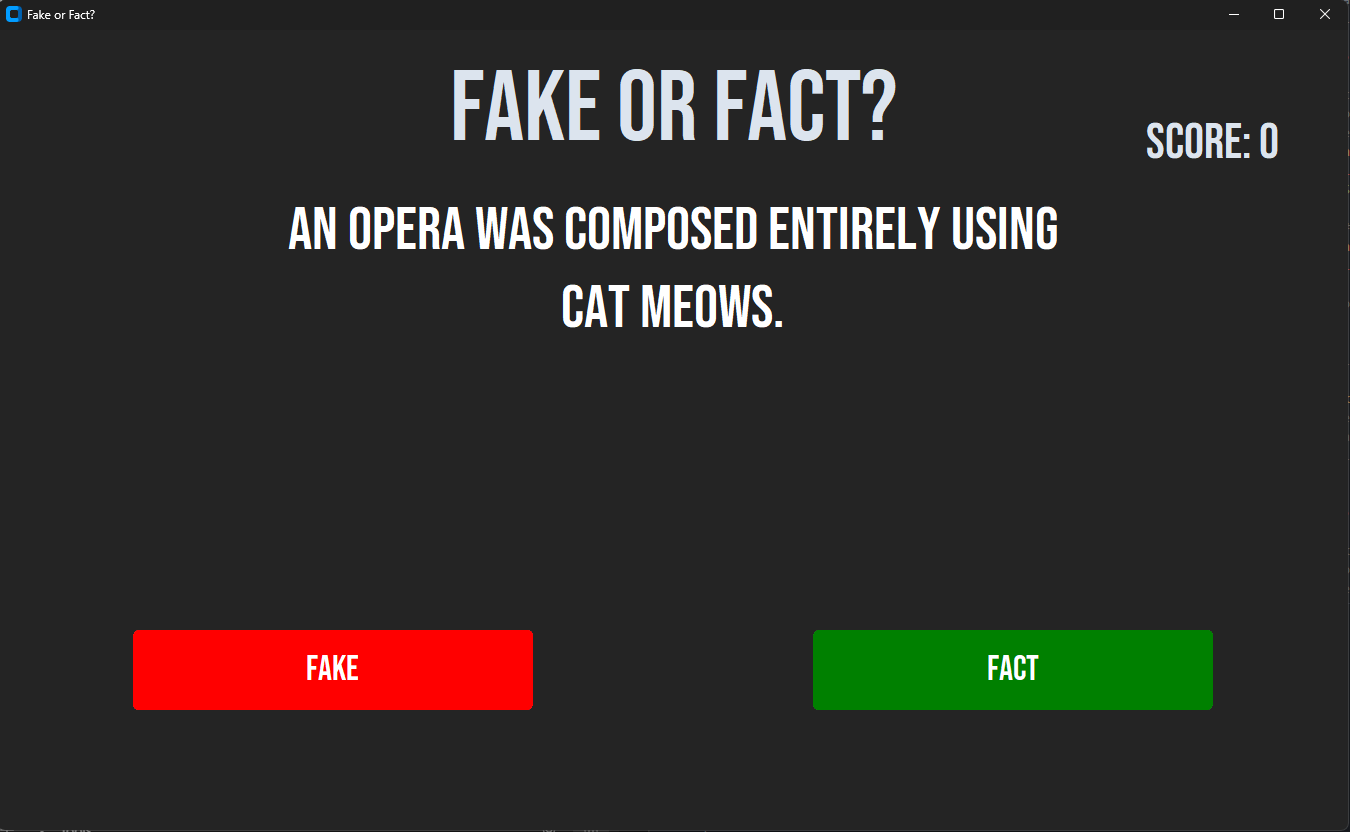 Fake or Fact?
FAKE OR FACT?
SCORE: 0
AN OPERA WAS COMPOSED ENTIRELY USING
CAT MEOWS.
FAKE
FACT